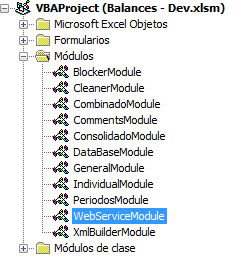 VBAProject (Balances - Dev.xlsm)
Microsoft Excel Objetos
Formularios
Módulos
BlockerModule
CleanerModule
CombinadoModule
CommentsModule
ConsolidadoModule
DataBaseModule
GeneralModule
IndividualModule
PeriodosModule
WebServiceModule
XmlBuilderModule
Módulos de clase